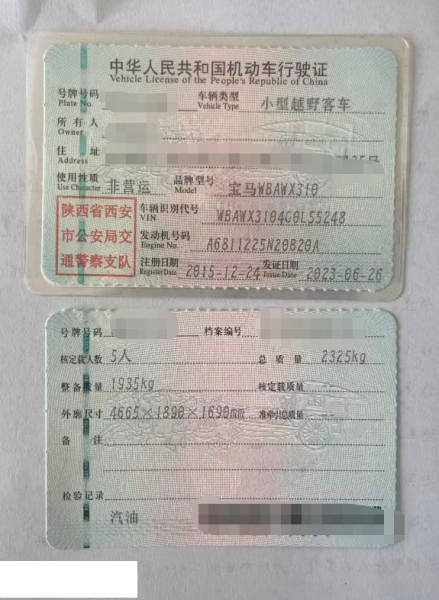 中华人民共和国机动车行驶证
Vehicle License of the People's Republic of China
号牌号码 车辆类型 小型越野客车
Plate No. Vehicle Type
所有人
Owner
住址
Address
使用性质 非营运 品牌型号 宝马WBAWX310
Use Character Model
陕西省西安
市公安局交
通警察支队
车辆识别代号 WBAWX3104G0L55248
VIN
发动机号码 A6811225N20B20A
Engine No.
注册日期 2015-12-24 发证日期 2023-06-26
Register Date Issue Date
号牌号码 档案编号
核定载人数 5人 总质量 2325kg
整备质量 1935kg 核定载质量 --
外廓尺寸 4665×1890×1690mm 准牵引总质量 --
备注
检验记录
汽油